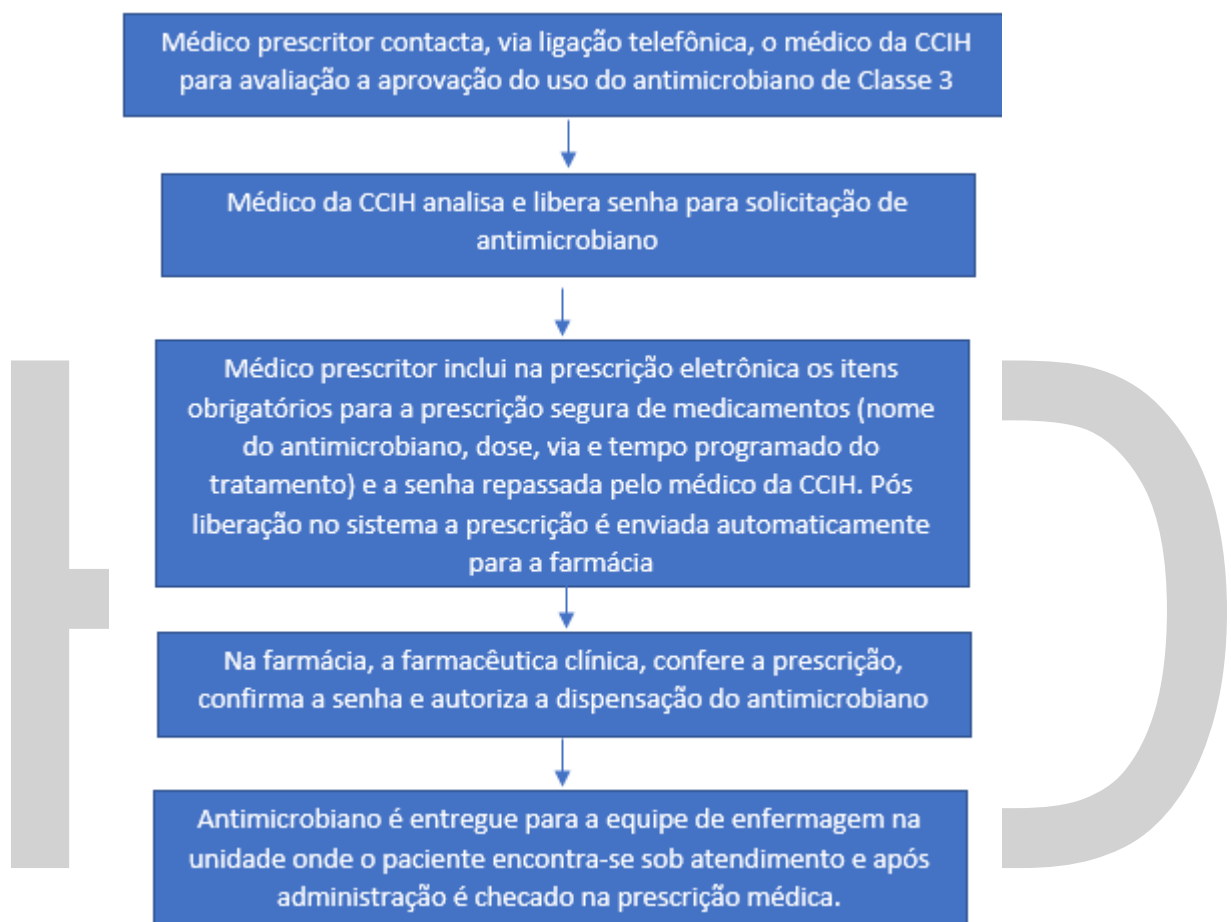 Médico prescritor contacta, via ligação telefônica, o médico da CCIH
para avaliação a aprovação do uso do antimicrobiano de Classe 3
Médico da CCIH analisa e libera senha para solicitação de
antimicrobiano
Médico prescritor inclui na prescrição eletrônica os itens
obrigatórios para a prescrição segura de medicamentos (nome
do antimicrobiano, dose, via e tempo programado do
tratamento) e a senha repassada pelo médico da CCIH. Pós
liberação no sistema a prescrição é enviada automaticamente
para a farmácia
Na farmácia, a farmacêutica clínica, confere a prescrição,
confirma a senha e autoriza a dispensação do antimicrobiano
Antimicrobiano é entregue para a equipe de enfermagem na
unidade onde o paciente encontra-se sob atendimento e após
administração é checado na prescrição médica.